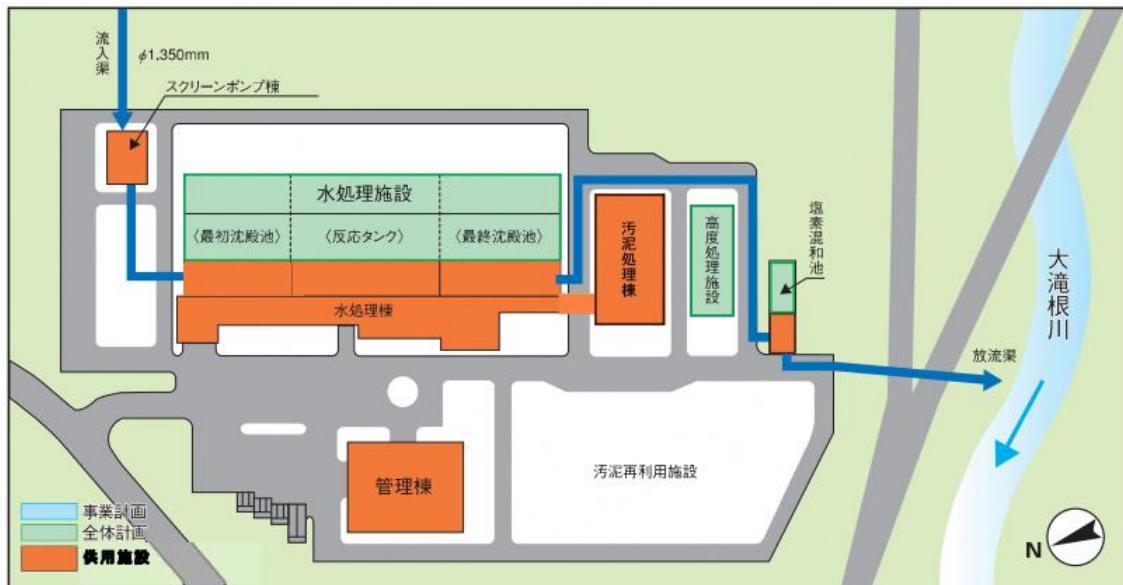 流入渠
φ1.350mm
スクリーンポンプ棟
水処理施設
〈最初沈殿池〉
〈反応タンク〉
〈最終沈殿池〉
水処理棟
汚泥処理棟
高度処理施設
塩素混和池
大滝根川
放流渠
汚泥再利用施設
管理棟
事業計画
全体計画
供用施設
N